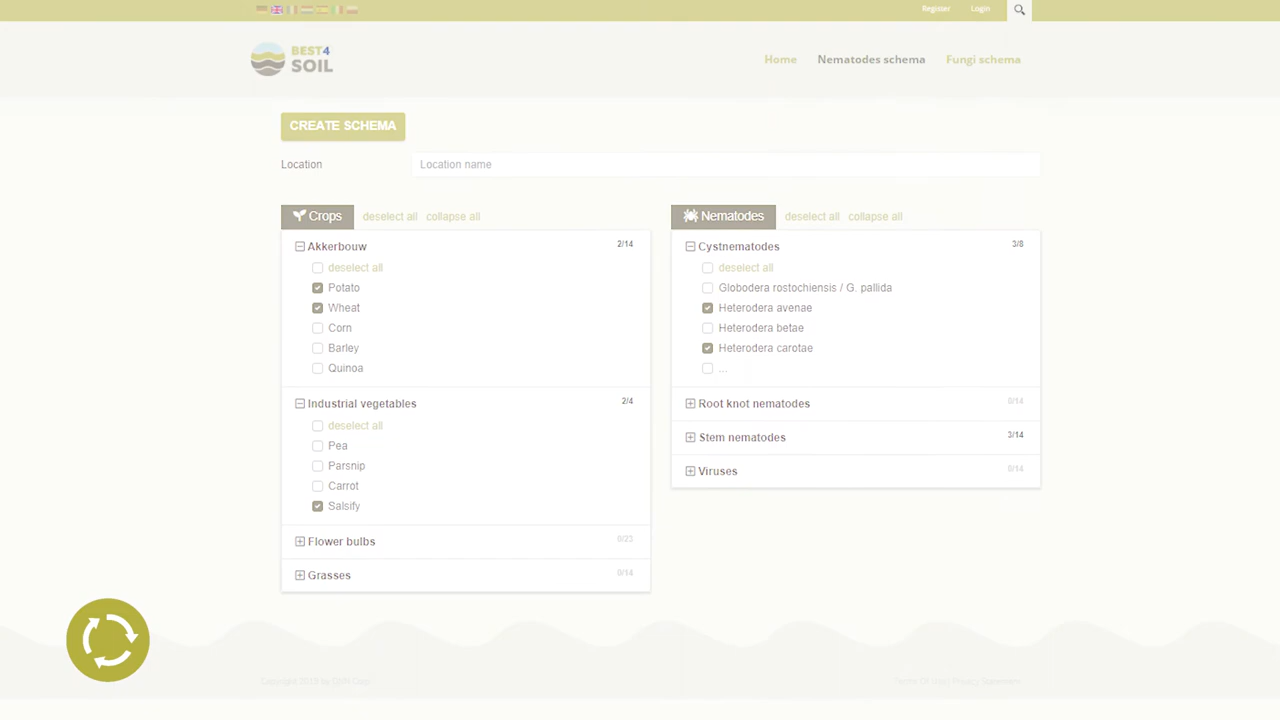 Register Login
BEST4
SOIL
Home Nematodes schema Fungi schema
CREATE SCHEMA
Location Location name
Crops deselect all collapse all
Akkerbouw 2/14
deselect all
Potato
Wheat
Corn
Barley
Quinoa
Industrial vegetables 2/4
deselect all
Pea
Parsnip
Carrot
Salsify
Flower bulbs 0/23
Grasses 0/14
Nematodes deselect all collapse all
Cystnematodes 3/8
deselect all
Globodera rostochiensis / G. pallida
Heterodera avenae
Heterodera betae
Heterodera carotae
...
Root knot nematodes 0/14
Stem nematodes 3/14
Viruses 0/14